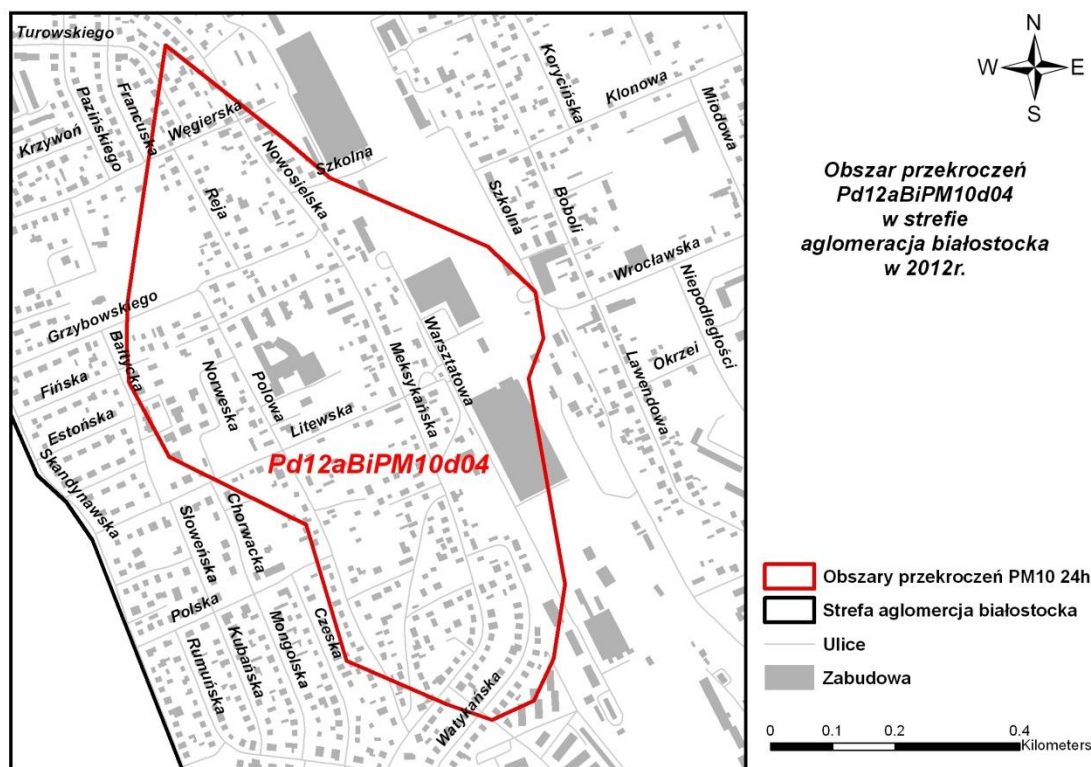 Turowskiego
Pazińskiego
Francuska
Krzywoń
Węgierska
Nowosielska
Szkolna
Reja
Korycińska
Klonowa
Miodowa
Szkolna
Boboli
Wrocławska
Niepodległości
Grzybowskiego
Bałtycka
Fińska
Estońska
Norweska
Polowa
Litewska
Meksykańska
Warsztatowa
Lawendowa
Okrzei
Skandynawska
Pd12aBiPM10d04
Słoweńska
Chorwacka
Polska
Rumuńska
Kubańska
Mongolska
Czeska
Watykańska
N
W
E
S
Obszar przekroczeń
Pd12aBiPM10d04
w strefie
aglomeracja białostocka
w 2012r.
Obszary przekroczeń PM10 24h
Strefa aglomercja białostocka
Ulice
Zabudowa
0 0.1 0.2 0.4
Kilometers